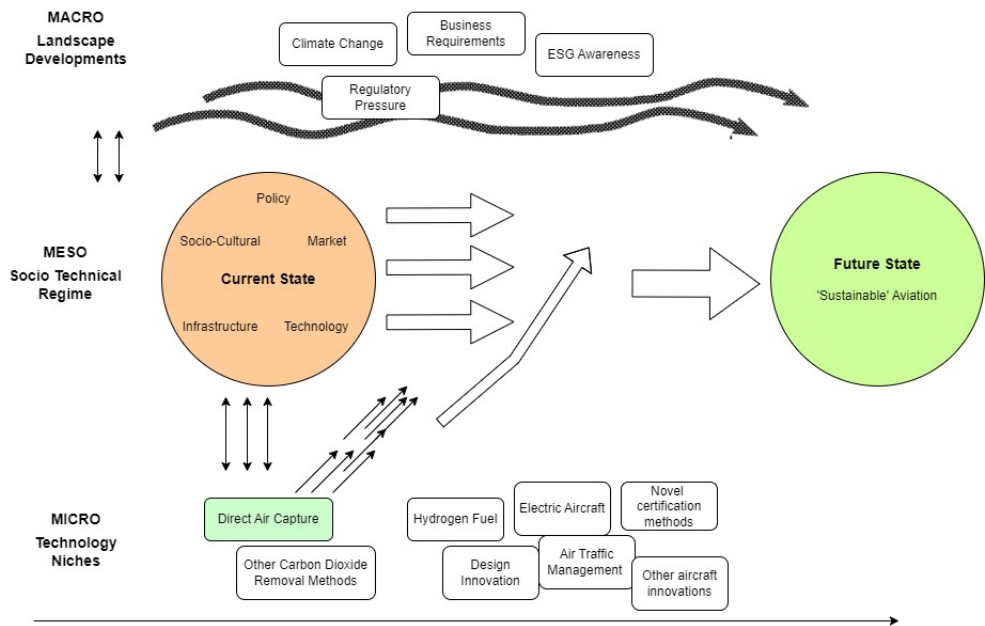 MACRO
Landscape
Developments
Climate Change
Business
Requirements
ESG Awareness
Regulatory
Pressure
MESO
Socio Technical
Regime
Policy
Socio-Cultural
Market
Current State
Infrastructure
Technology
Future State
'Sustainable' Aviation
MICRO
Technology
Niches
Direct Air Capture
Other Carbon Dioxide
Removal Methods
Hydrogen Fuel
Electric Aircraft
Novel
certification
methods
Design
Innovation
Air Traffic
Management
Other aircraft
innovations